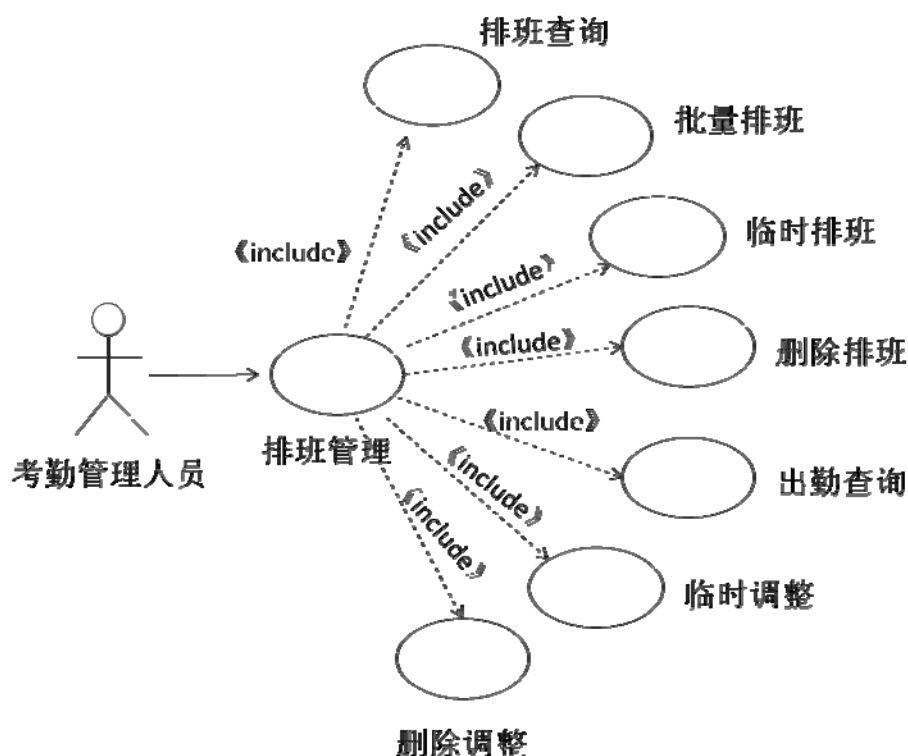 排班查询
批量排班
《include》
《include》
临时排班
《include》
《include》
删除排班
《include》
排班管理
考勤管理人员
《include》
出勤查询
《include》
临时调整
删除调整